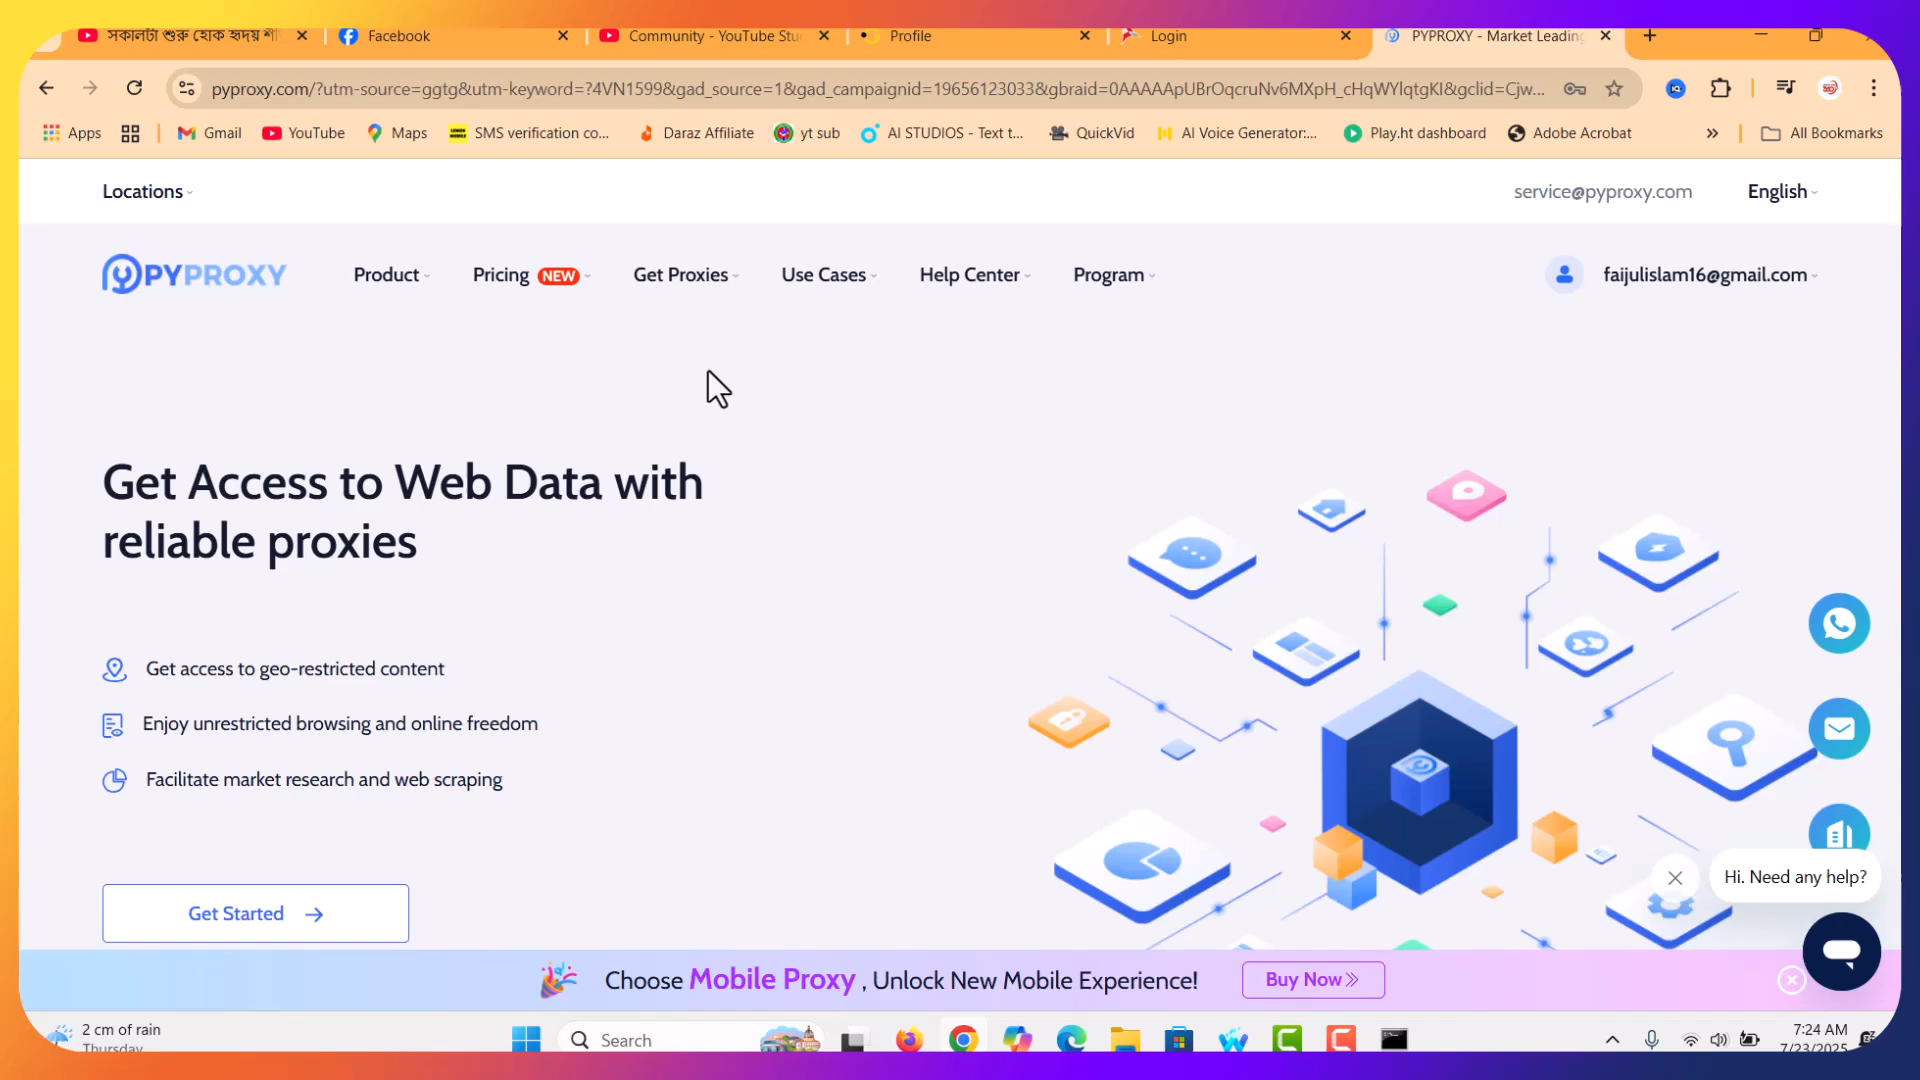 সকালটা শুরু হোক হৃদয় শা
Facebook
Community - YouTube Stu
Profile
Login
PYPROXY - Market Leading
pyproxy.com/?utm-source=ggtg&utm-keyword=?4VN1599&gad_source=1&gad_campaignid=19656123033&gbraid=0AAAAApUBrOqcruNv6MXpH_cHqWYlqtgKl&gclid=Cjw...
Apps
Gmail
YouTube
Maps
SMS verification co...
Daraz Affiliate
yt sub
AI STUDIOS - Text t...
QuickVid
AI Voice Generator:...
Play.ht dashboard
Adobe Acrobat
All Bookmarks
Locations
service@pyproxy.com
English
PYPROXY
Product
Pricing NEW
Get Proxies
Use Cases
Help Center
Program
faijulislam16@gmail.com
Get Access to Web Data with
reliable proxies
Get access to geo-restricted content
Enjoy unrestricted browsing and online freedom
Facilitate market research and web scraping
Get Started
Hi. Need any help?
Choose Mobile Proxy , Unlock New Mobile Experience!
Buy Now
2 cm of rain
Thursday
Search
7:24 AM
7/23/2025